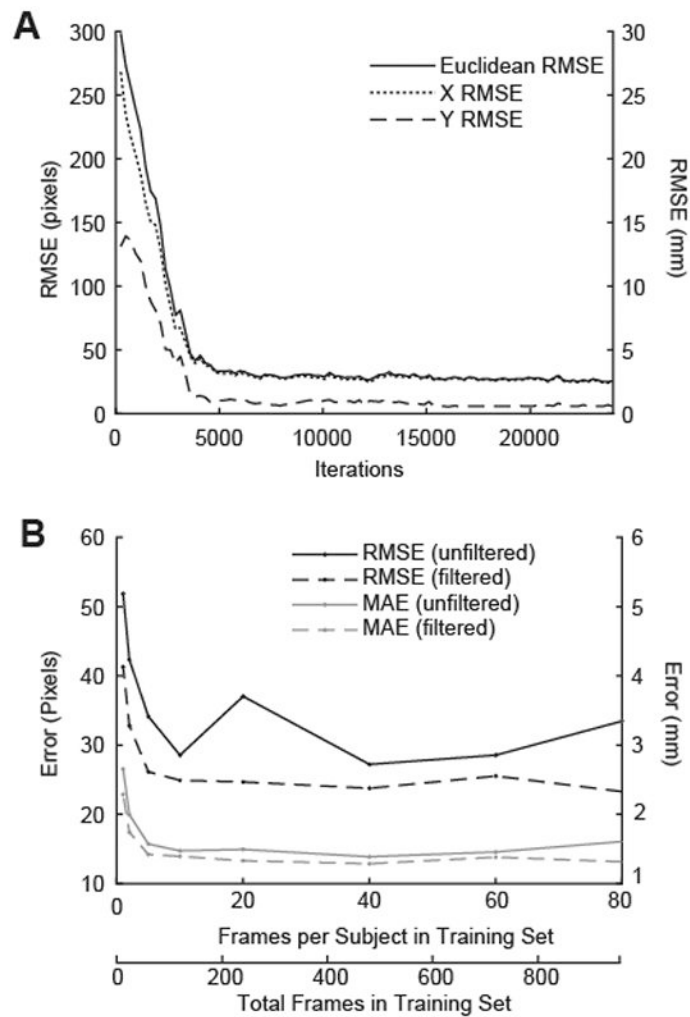 A
300
250
200
150
100
50
0
RMSE (pixels)
Euclidean RMSE
X RMSE
Y RMSE
30
25
20
15
10
5
0
RMSE (mm)
0 5000 10000 15000 20000
Iterations
B
60
50
40
30
20
10
Error (Pixels)
RMSE (unfiltered)
RMSE (filtered)
MAE (unfiltered)
MAE (filtered)
6
5
4
3
2
1
Error (mm)
0 20 40 60 80
Frames per Subject in Training Set
0 200 400 600 800
Total Frames in Training Set